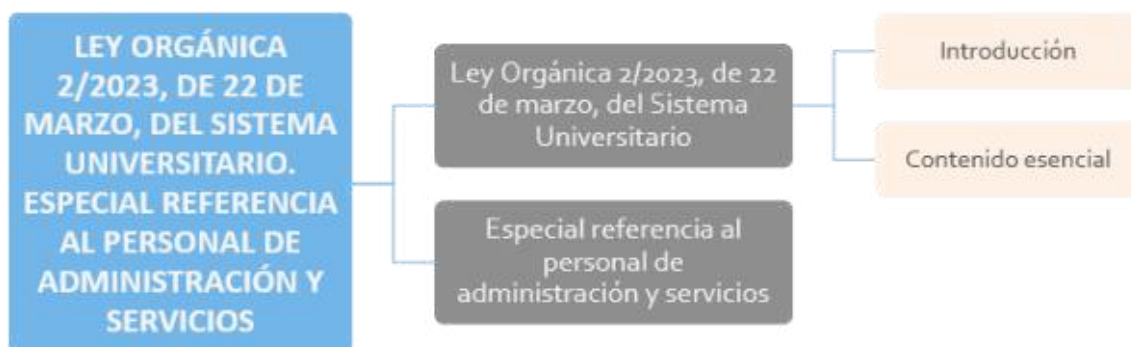 LEY ORGÁNICA
2/2023, DE 22 DE
MARZO, DEL SISTEMA
UNIVERSITARIO.
ESPECIAL REFERENCIA
AL PERSONAL DE
ADMINISTRACIÓN Y
SERVICIOS
Ley Orgánica 2/2023, de 22
de marzo, del Sistema
Universitario
Introducción
Contenido esencial
Especial referencia al
personal de
administración y servicios